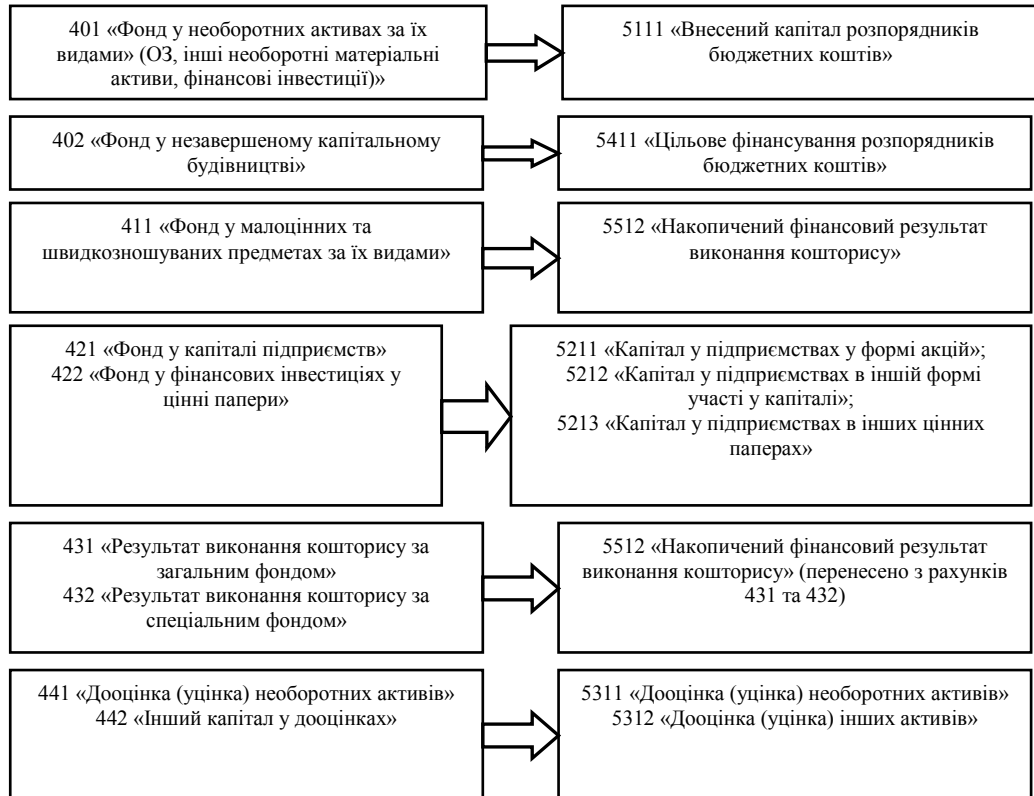 401 «Фонд у необоротних активах за їх
видами» (ОЗ, інші необоротні матеріальні
активи, фінансові інвестиції)»
5111 «Внесений капітал розпорядників
бюджетних коштів»
402 «Фонд у незавершеному капітальному
будівництві»
5411 «Цільове фінансування розпорядників
бюджетних коштів»
411 «Фонд у малоцінних та
швидкозношуваних предметах за їх видами»
5512 «Накопичений фінансовий результат
виконання кошторису»
421 «Фонд у капіталі підприємств»
422 «Фонд у фінансових інвестиціях у
цінні папери»
5211 «Капітал у підприємствах у формі акцій»;
5212 «Капітал у підприємствах в іншій формі
участі у капіталі»;
5213 «Капітал у підприємствах в інших цінних
паперах»
431 «Результат виконання кошторису за
загальним фондом»
432 «Результат виконання кошторису за
спеціальним фондом»
5512 «Накопичений фінансовий результат
виконання кошторису» (перенесено з рахунків
431 та 432)
441 «Дооцінка (уцінка) необоротних активів»
442 «Інший капітал у дооцінках»
5311 «Дооцінка (уцінка) необоротних активів»
5312 «Дооцінка (уцінка) інших активів»